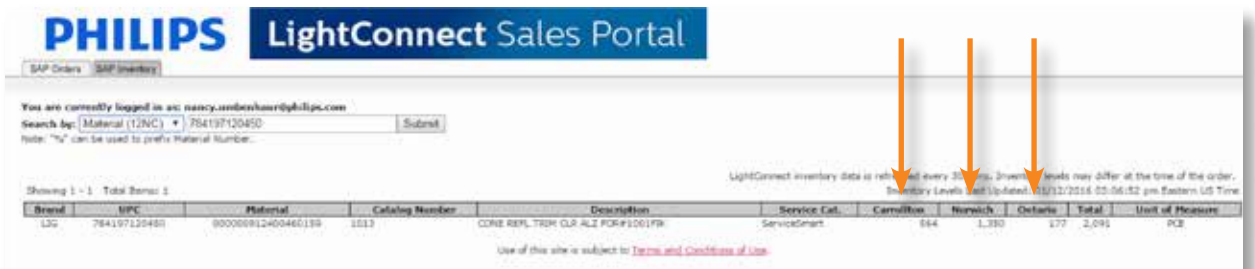 PHILIPS LightConnect Sales Portal
SAP Orders SAP Inventory
You are currently logged in as: nancy.umbenhaur@philips.com
Search by: Material (12NC) 784197120450 Submit
Note: "%" can be used to prefix Material Number.
LightConnect inventory data is refreshed every 30 Inventory levels may differ at the time of the order.
Showing 1 - 1 Total Items: 1 Inventory Levels Last Updated: /12/2016 03:06:52 pm Eastern US Time
Brand UPC Material Catalog Number Description Service Cat. Carrollton Norwich Ontario Total Unit of Measure
LIG 784197120450 000000912400460159 1013 CONE REFL TRIM CLR ALZ FOR#1001FR ServiceSmart 564 1,350 177 2,091 PCE
Use of this site is subject to Terms and Conditions of Use.